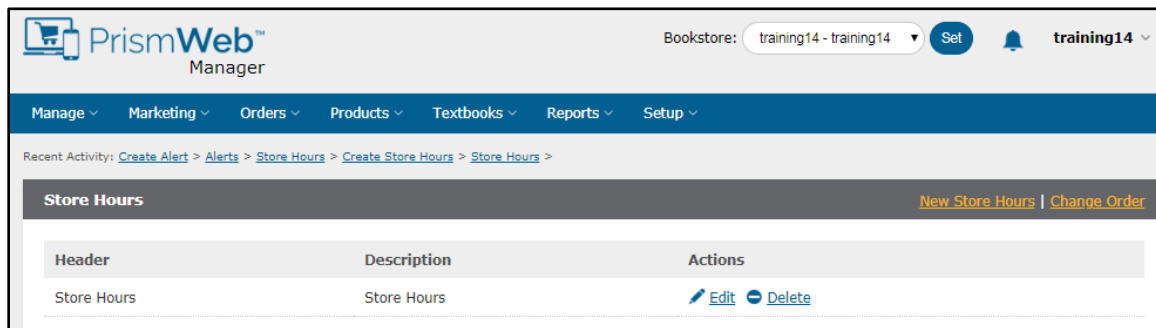 PrismWeb™
Manager
Bookstore: training14 - training14 Set training14
Manage Marketing Orders Products Textbooks Reports Setup
Recent Activity: Create Alert > Alerts > Store Hours > Create Store Hours > Store Hours >
Store Hours New Store Hours | Change Order
Header Description Actions
Store Hours Store Hours Edit Delete